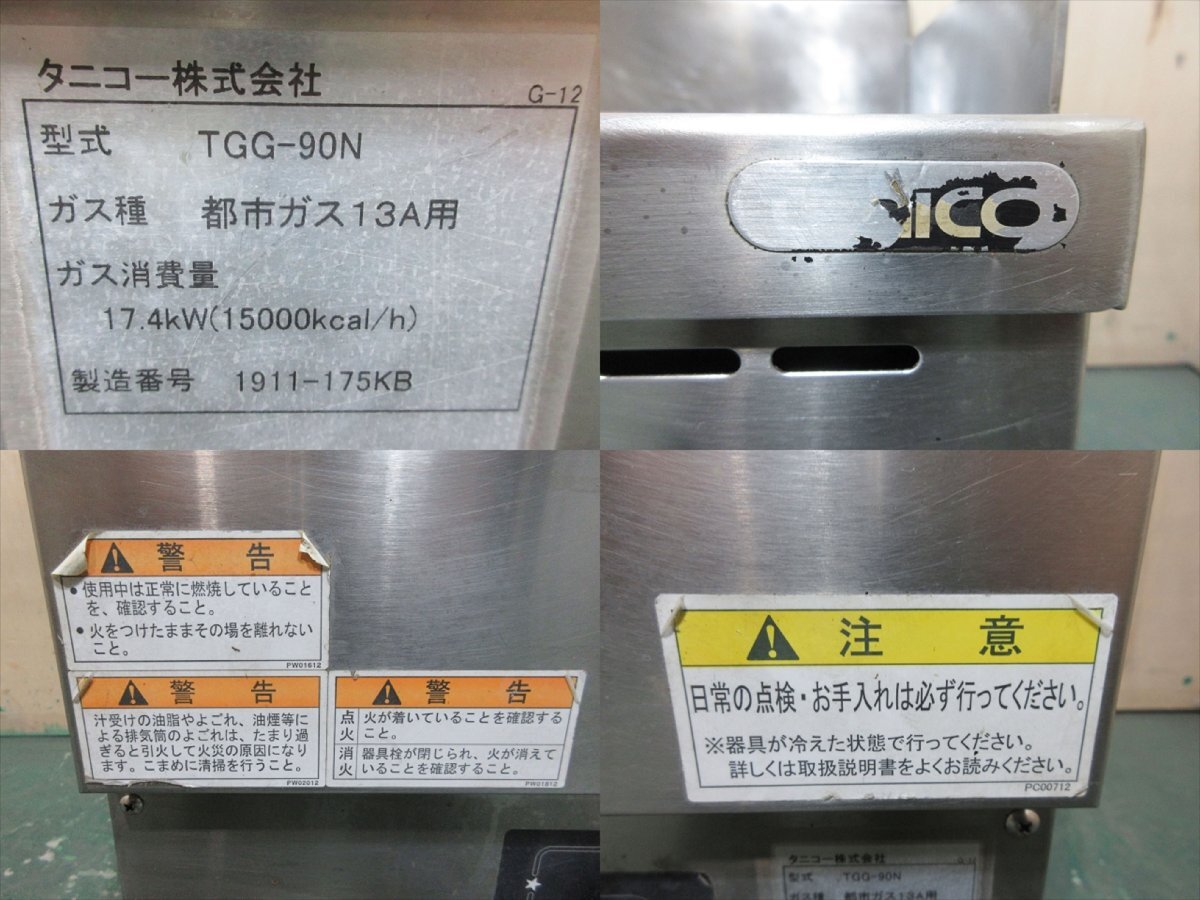 タニコー株式会社
G-12
型式 TGG-90N
ガス種 都市ガス13A用
ガス消費量
17.4kW(15000kcal/h)
製造番号 1911-175KB
ICO
警 告
・使用中は正常に燃焼していること
を、確認すること。
・火をつけたままその場を離れない
こと。
PW01612
警 告
汁受けの油脂やよごれ、油煙等に
よる排気筒のよごれは、たまり過
ぎると引火して火災の原因になり
ます。こまめに清掃を行うこと。
PW02012
警 告
点火 火が着いていることを確認する
こと。
消火 器具栓が閉じられ、火が消えて
いることを確認すること。
PW01812
注 意
日常の点検・お手入れは必ず行ってください。
※器具が冷えた状態で行ってください。
詳しくは取扱説明書をよくお読みください。
PC00712
タニコー株式会社
G-12
型式 TGG-90N
ガス種 都市ガス13A用